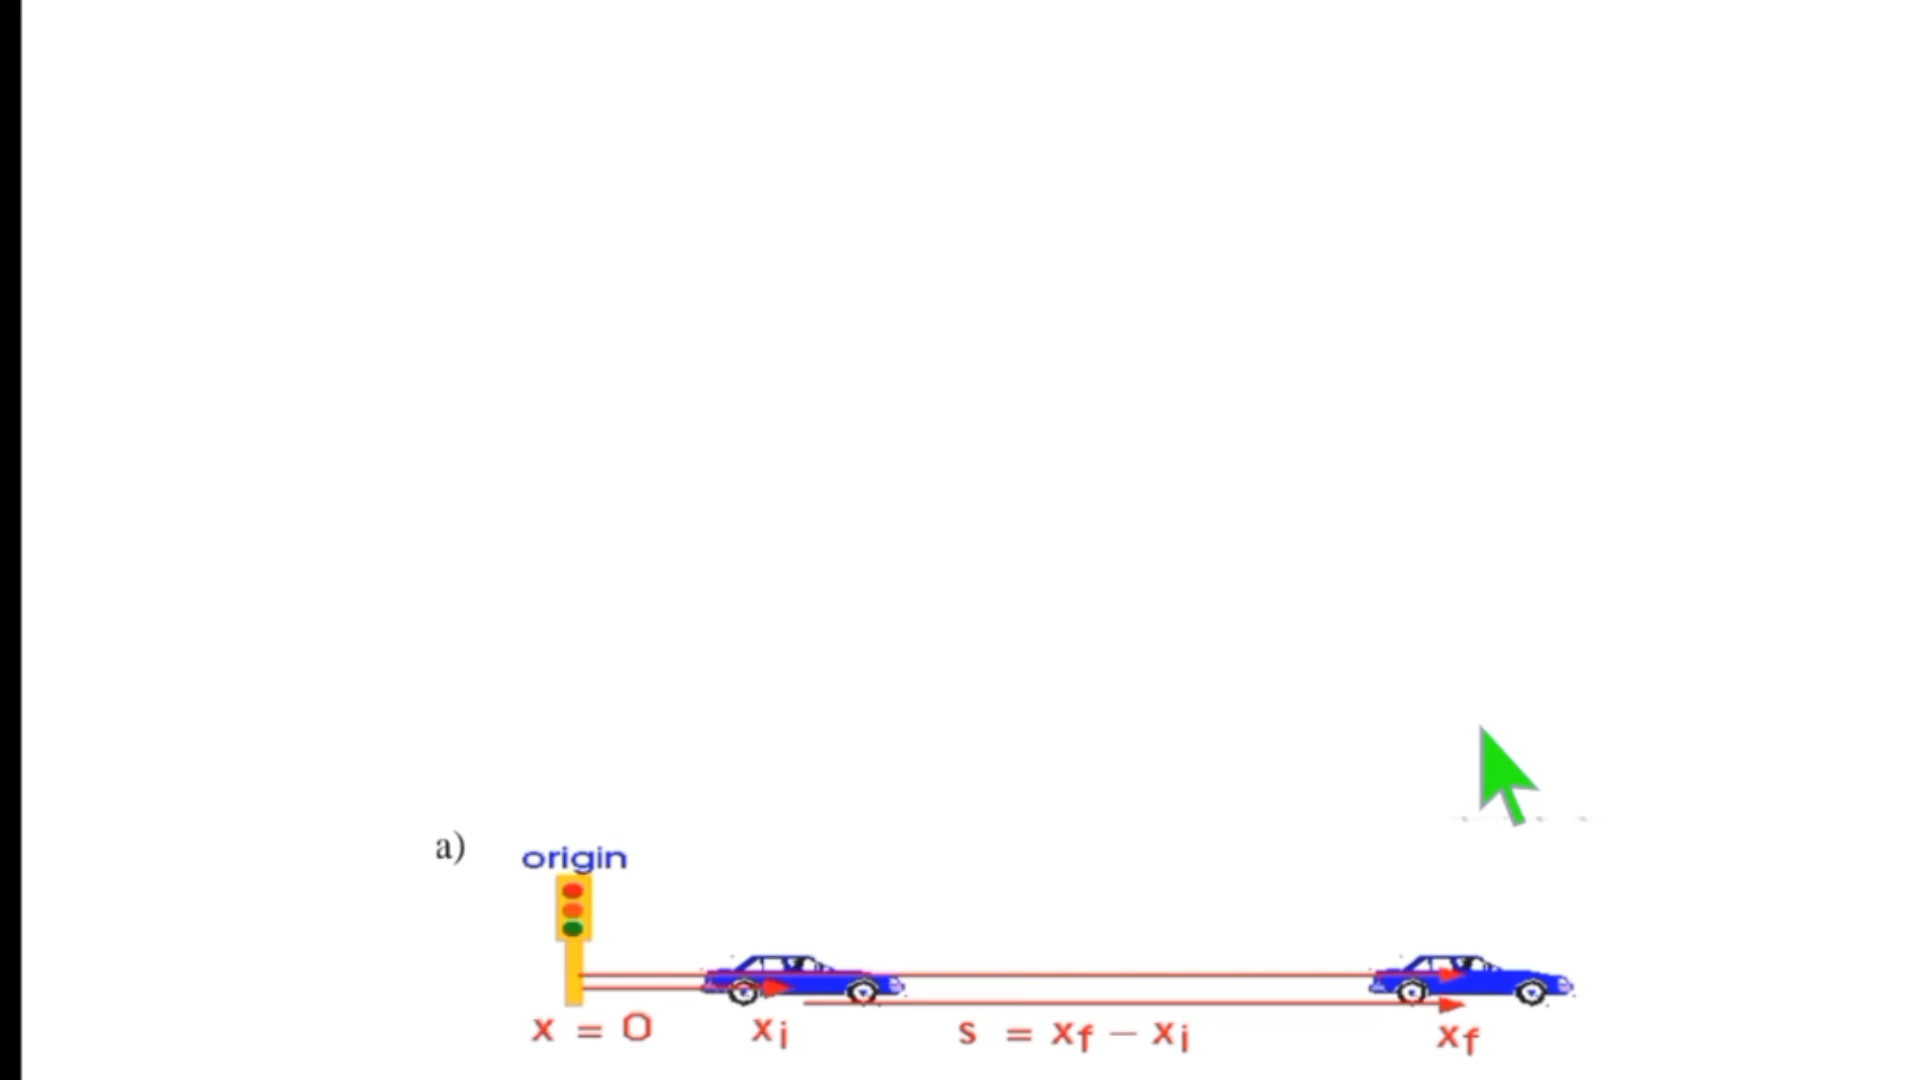 a)
origin
x = 0
xi
s = xf − xi
xf